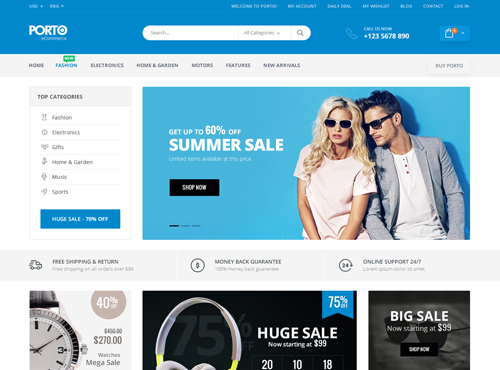 USD ENG WELCOME TO PORTO! MY ACCOUNT DAILY DEAL MY WISHLIST BLOG CONTACT LOG IN
PORTO
eCommerce
Search... All Categories
CALL US NOW
+123 5678 890
HOME FASHION ELECTRONICS HOME & GARDEN MOTORS FEATURES NEW ARRIVALS BUY PORTO
NEW
TOP CATEGORIES
Fashion
Electronics
Gifts
Home & Garden
Music
Sports
HUGE SALE - 70% OFF
GET UP TO 60% OFF
SUMMER SALE
Limited items available at this price.
SHOP NOW
FREE SHIPPING & RETURN
Free shipping on all orders over $99.
$
MONEY BACK GUARANTEE
100% money back guarantee
24
ONLINE SUPPORT 24/7
Lorem ipsum dolor sit amet.
40%
OFF
$450.00
$270.00
Watches
Mega Sale
75%
OFF
75%
OFF
HUGE SALE
Now starting at $99
20 10 18
BIG SALE
Now starting at $99
SHOP NOW